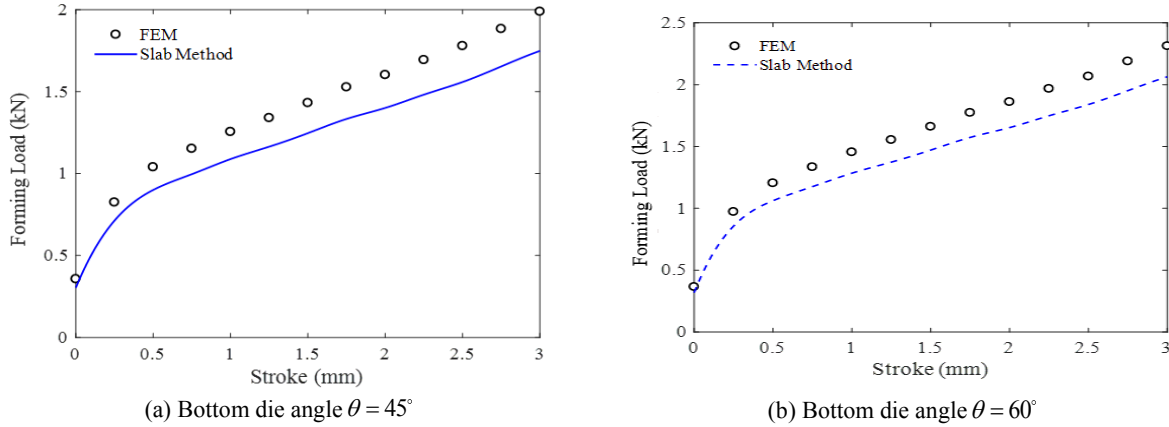 2
1.5
1
0.5
0
Forming Load (kN)
FEM
Slab Method
0 0.5 1 1.5 2 2.5 3
Stroke (mm)
(a) Bottom die angle θ = 45°
2.5
2
1.5
1
0.5
0
Forming Load (kN)
FEM
Slab Method
0 0.5 1 1.5 2 2.5 3
Stroke (mm)
(b) Bottom die angle θ = 60°